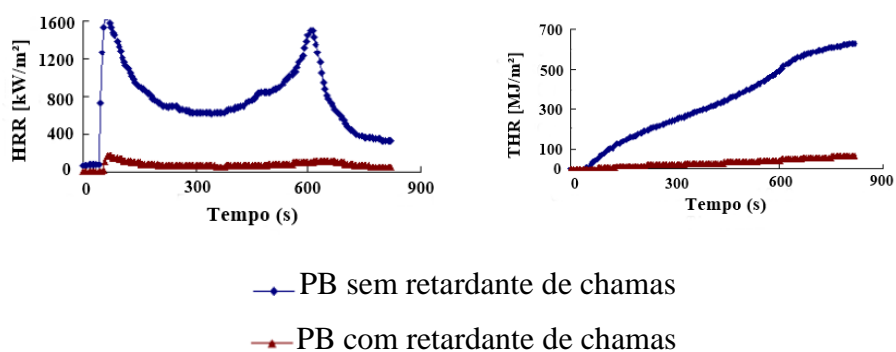 HRR [kW/m²]
1600
1200
800
400
0
0 300 600 900
Tempo (s)
THR [MJ/m²]
700
500
300
100
0
0 300 600 900
Tempo (s)
PB sem retardante de chamas
PB com retardante de chamas